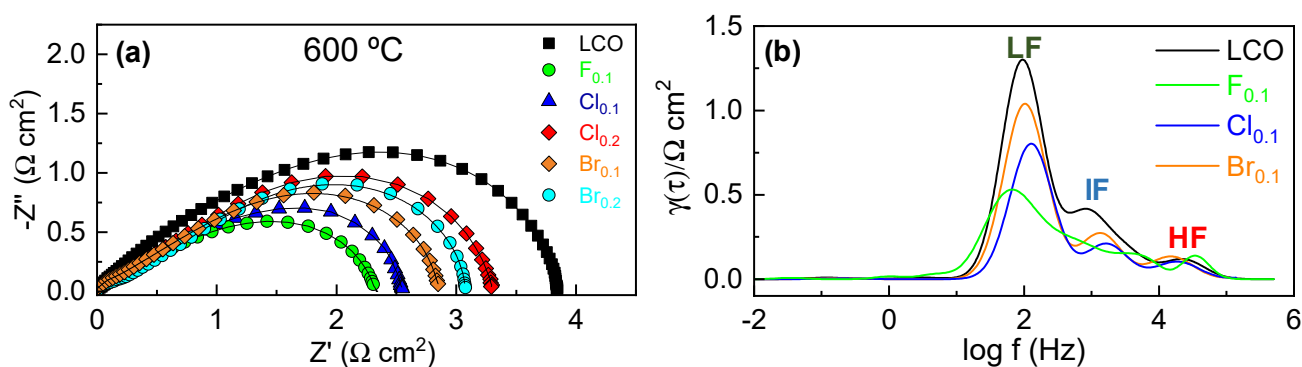 (a)
600 ºC
LCO
F0.1
Cl0.1
Cl0.2
Br0.1
Br0.2
-Z'' (Ω cm2)
2.0
1.5
1.0
0.5
0.0
0 1 2 3 4
Z' (Ω cm2)
(b)
LF
IF
HF
LCO
F0.1
Cl0.1
Br0.1
γ(τ)/Ω cm2
1.5
1.0
0.5
0.0
-2 0 2 4 6
log f (Hz)